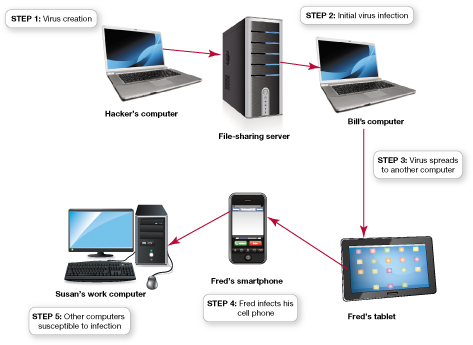 STEP 1: Virus creation
STEP 2: Initial virus infection
Hacker's computer
File-sharing server
Bill's computer
STEP 3: Virus spreads
to another computer
Fred's smartphone
Susan's work computer
STEP 4: Fred infects his
cell phone
Fred's tablet
STEP 5: Other computers
susceptible to infection